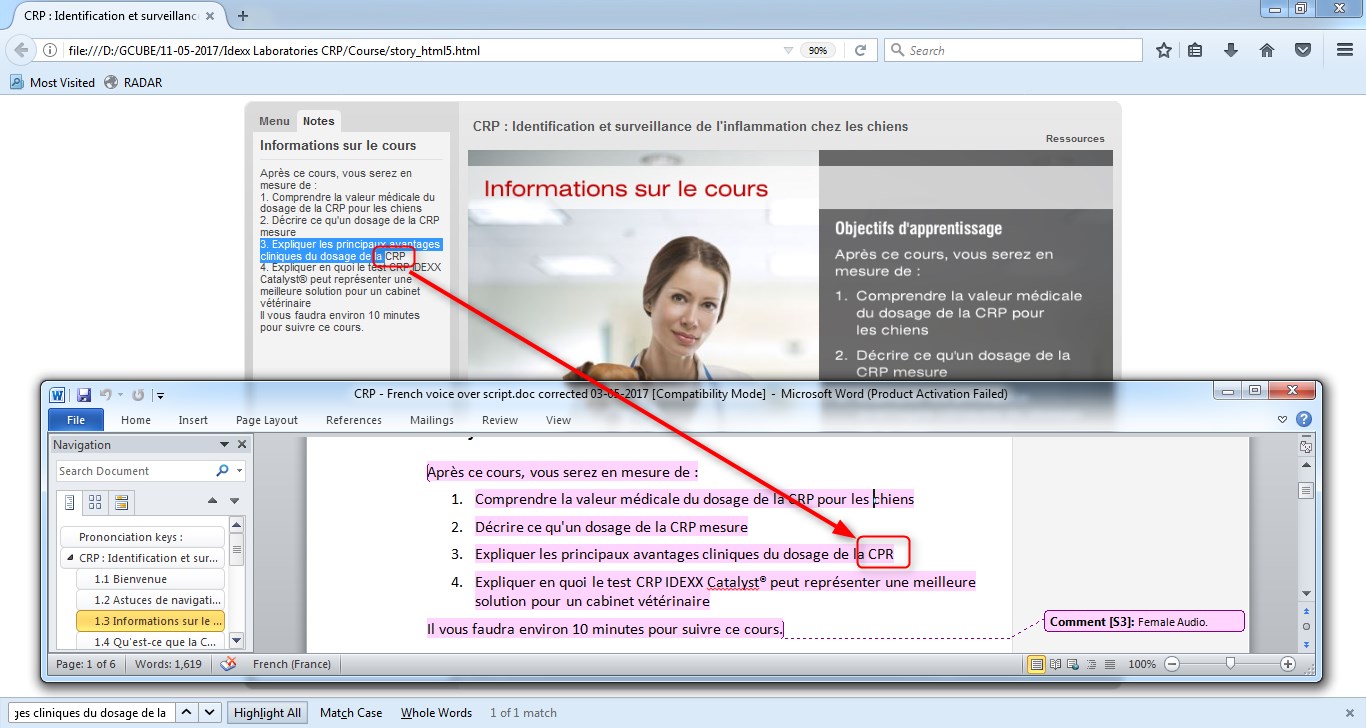 CRP : Identification et surveillanc
file:///D:/GCUBE/11-05-2017/Idexx Laboratories CRP/Course/story_html5.html
90%
Search
Most Visited
RADAR
Menu
Notes
CRP : Identification et surveillance de l'inflammation chez les chiens
Ressources
Informations sur le cours
Après ce cours, vous serez en
mesure de :
1. Comprendre la valeur médicale du
dosage de la CRP pour les chiens
2. Décrire ce qu'un dosage de la CRP
mesure
3. Expliquer les principaux avantages
cliniques du dosage de la CRP
4. Expliquer en quoi le test CRP IDEXX
Catalyst® peut représenter une
meilleure solution pour un cabinet
vétérinaire
Il vous faudra environ 10 minutes
pour suivre ce cours.
Informations sur le cours
Objectifs d'apprentissage
Après ce cours, vous serez en
mesure de :
1. Comprendre la valeur médicale
du dosage de la CRP pour
les chiens
2. Décrire ce qu'un dosage de la
CRP mesure
CRP - French voice over script.doc corrected 03-05-2017 [Compatibility Mode] - Microsoft Word (Product Activation Failed)
File
Home
Insert
Page Layout
References
Mailings
Review
View
Navigation
Search Document
Prononciation keys :
CRP : Identification et sur...
1.1 Bienvenue
1.2 Astuces de navigati...
1.3 Informations sur le ...
1.4 Qu'est-ce que la C...
Après ce cours, vous serez en mesure de :
1. Comprendre la valeur médicale du dosage de la CRP pour les chiens
2. Décrire ce qu'un dosage de la CRP mesure
3. Expliquer les principaux avantages cliniques du dosage de la CPR
4. Expliquer en quoi le test CRP IDEXX Catalyst® peut représenter une meilleure
solution pour un cabinet vétérinaire
Il vous faudra environ 10 minutes pour suivre ce cours.
Comment [S3]: Female Audio.
Page: 1 of 6
Words: 1,619
French (France)
100%
ges cliniques du dosage de la
Highlight All
Match Case
Whole Words
1 of 1 match